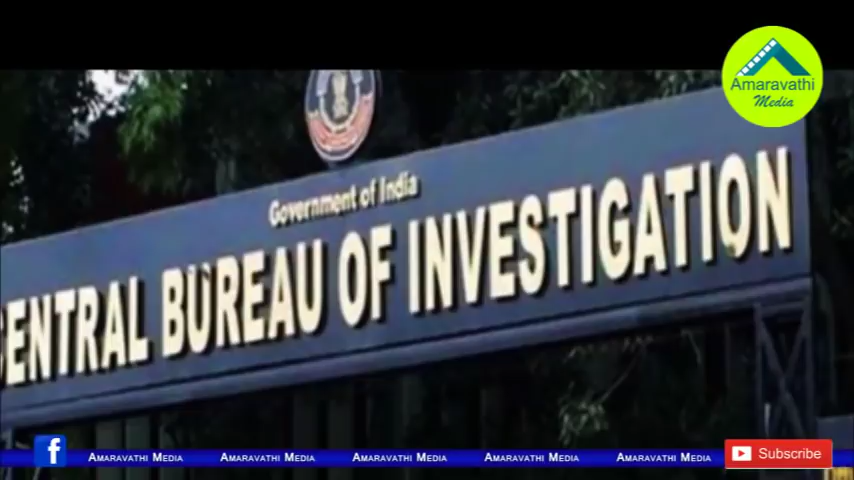 Amaravathi
Media
Government of India
CENTRAL BUREAU OF INVESTIGATION
f
AMARAVATHI MEDIA AMARAVATHI MEDIA AMARAVATHI MEDIA AMARAVATHI MEDIA AMARAVATHI MEDIA
Subscribe